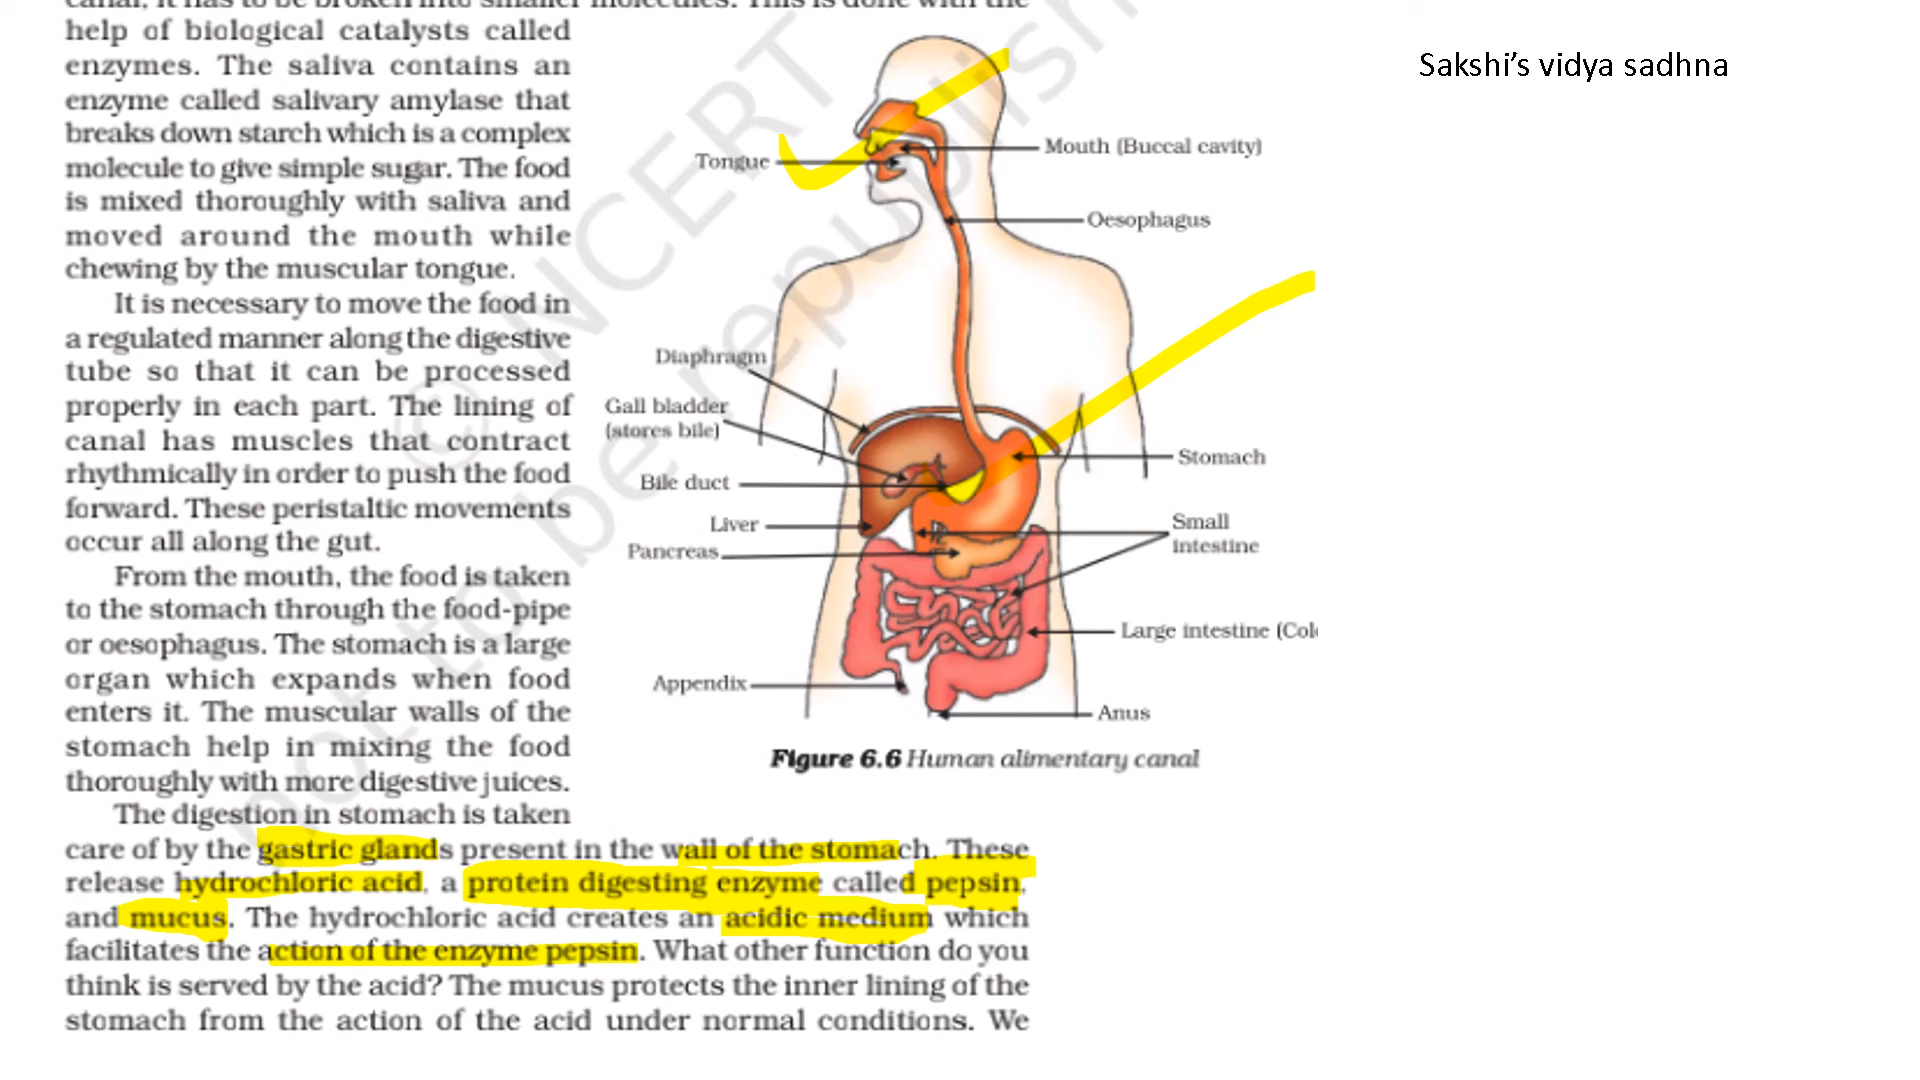 help of biological catalysts called
enzymes. The saliva contains an
enzyme called salivary amylase that
breaks down starch which is a complex
molecule to give simple sugar. The food
is mixed thoroughly with saliva and
moved around the mouth while
chewing by the muscular tongue.
It is necessary to move the food in
a regulated manner along the digestive
tube so that it can be processed
properly in each part. The lining of
canal has muscles that contract
rhythmically in order to push the food
forward. These peristaltic movements
occur all along the gut.
From the mouth, the food is taken
to the stomach through the food-pipe
or oesophagus. The stomach is a large
organ which expands when food
enters it. The muscular walls of the
stomach help in mixing the food
thoroughly with more digestive juices.
The digestion in stomach is taken
care of by the gastric glands present in the wall of the stomach. These
release hydrochloric acid, a protein digesting enzyme called pepsin,
and mucus. The hydrochloric acid creates an acidic medium which
facilitates the action of the enzyme pepsin. What other function do you
think is served by the acid? The mucus protects the inner lining of the
stomach from the action of the acid under normal conditions. We
Tongue
Mouth (Buccal cavity)
Oesophagus
Diaphragm
Gall bladder
(stores bile)
Bile duct
Liver
Pancreas
Stomach
Small
intestine
Large intestine (Col
Appendix
Anus
Figure 6.6 Human alimentary canal
© NCERT
not to be republish
Sakshi's vidya sadhna